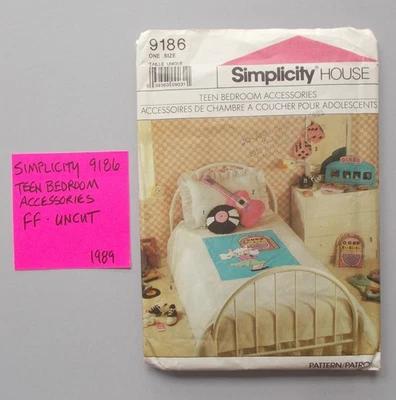 SIMPLICITY 9186
TEEN BEDROOM
ACCESSORIES
FF - UNCUT
1989
9186
ONE SIZE
TAILLE UNIQUE
Simplicity HOUSE
TEEN BEDROOM ACCESSORIES
ACCESSOIRES DE CHAMBRE A COUCHER POUR ADOLESCENTS
PATTERN/PATRO